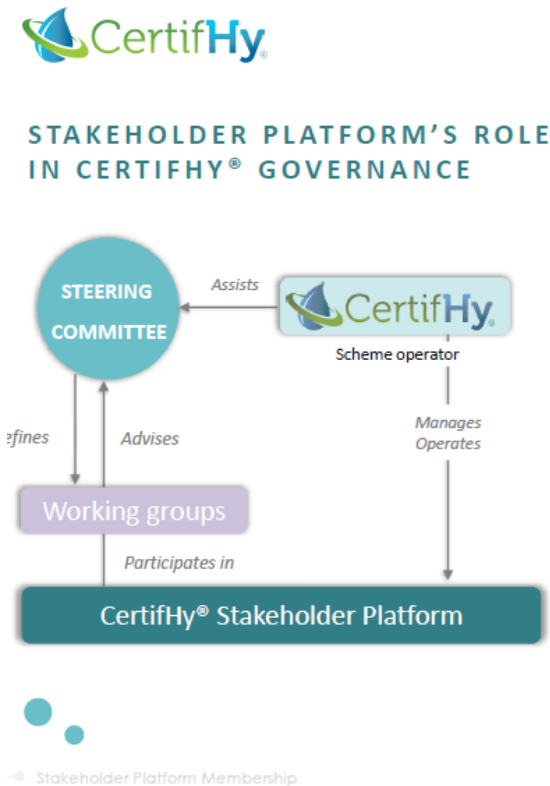 CertifHy®
STAKEHOLDER PLATFORM'S ROLE
IN CERTIFHY® GOVERNANCE
STEERING
COMMITTEE
Assists
CertifHy®
Scheme operator
efines
Advises
Manages
Operates
Working groups
Participates in
CertifHy® Stakeholder Platform
Stakeholder Platform Membership